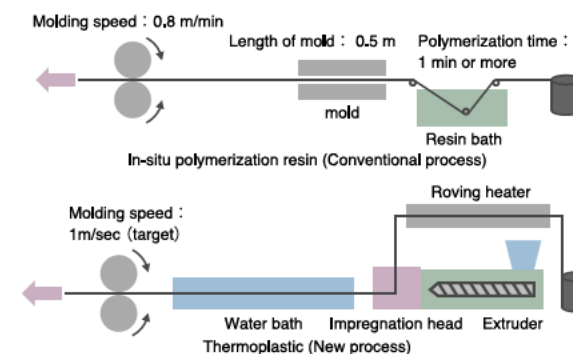 Molding speed：0.8 m/min
Length of mold： 0.5 m
Polymerization time：
1 min or more
mold
Resin bath
In-situ polymerization resin (Conventional process)
Roving heater
Molding speed：
1m/sec (target)
Water bath
Impregnation head
Extruder
Thermoplastic (New process)